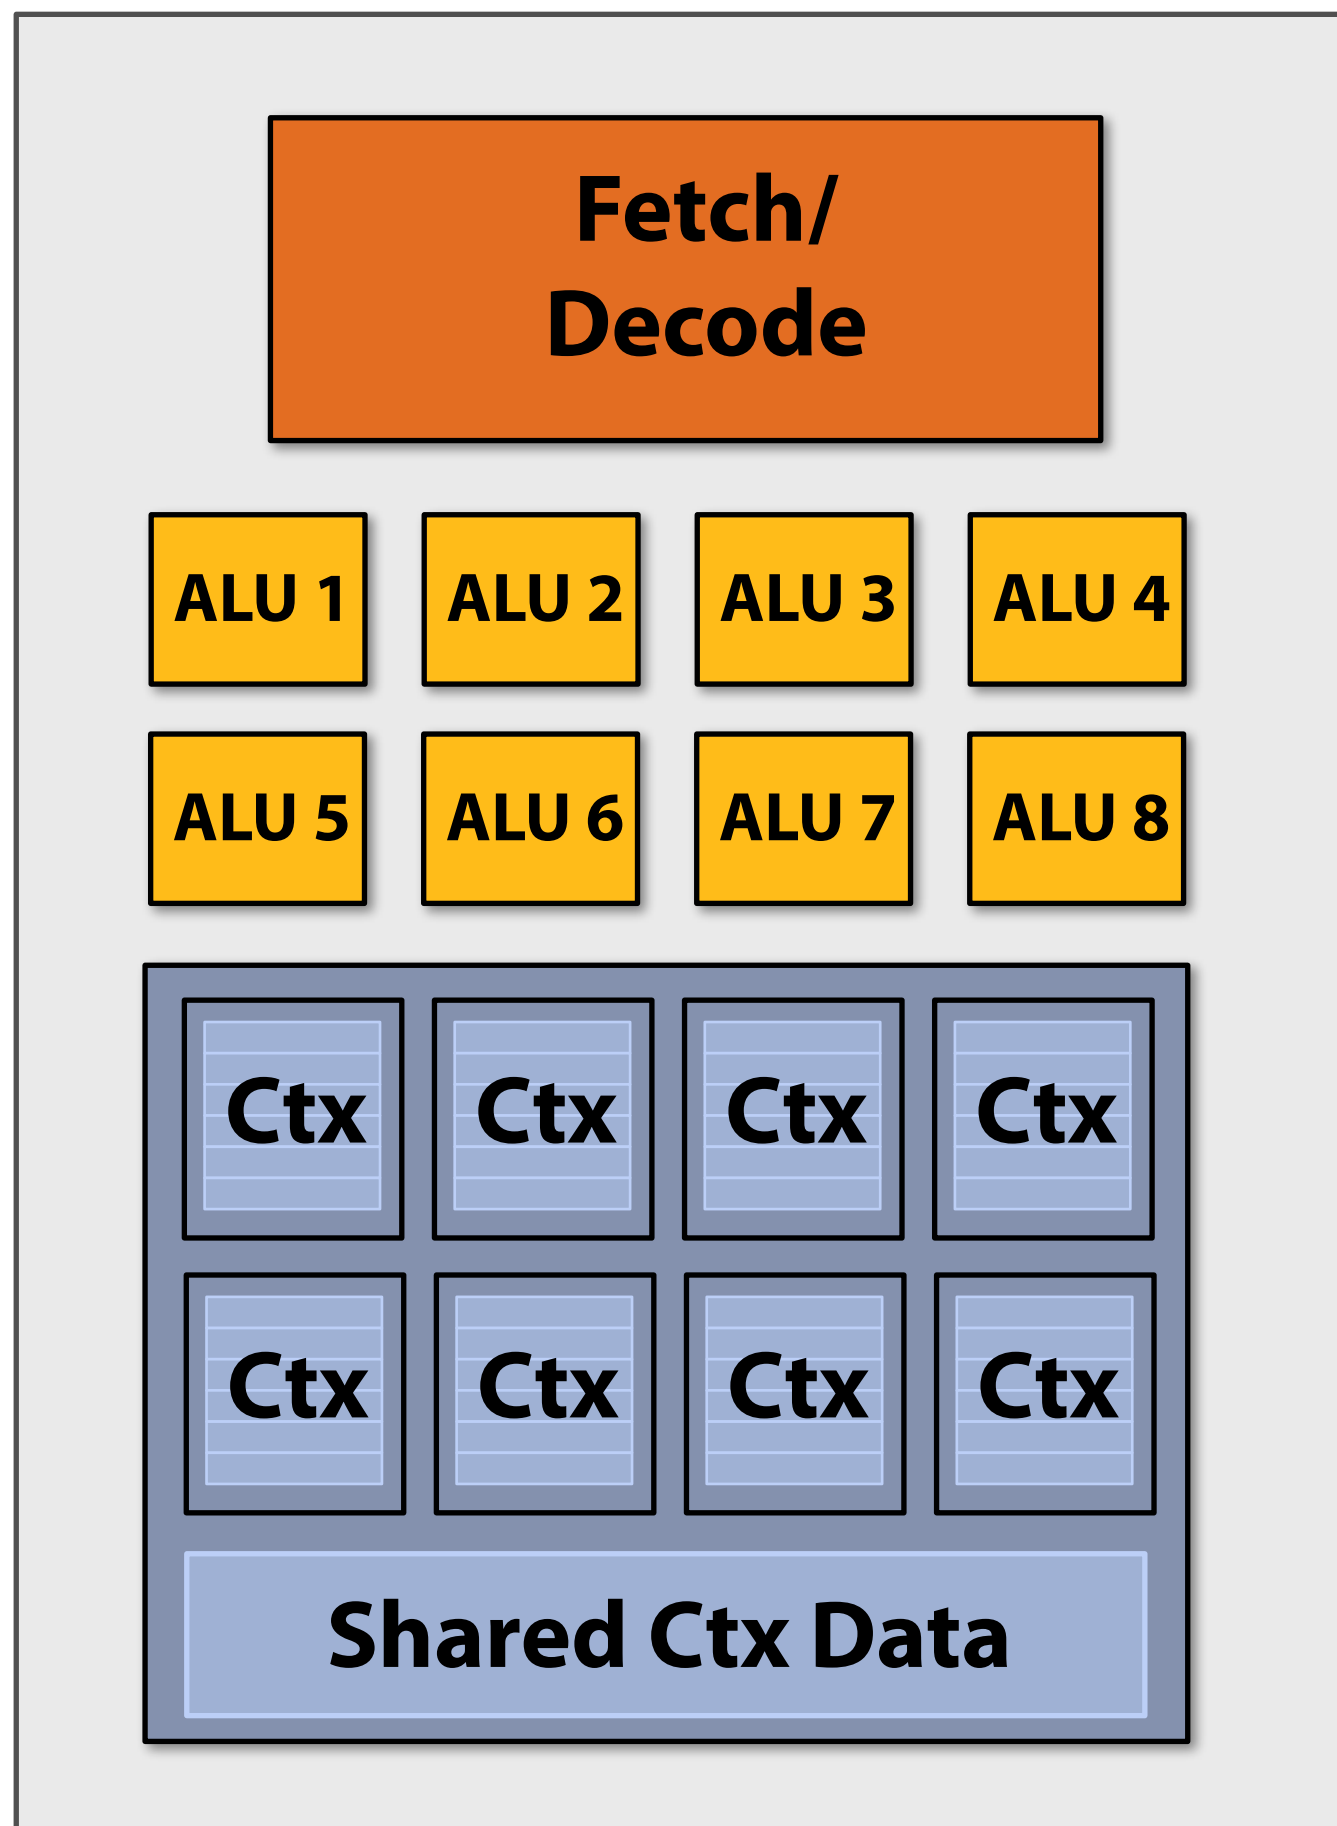 Fetch/
Decode
ALU 1 ALU 2 ALU 3 ALU 4
ALU 5 ALU 6 ALU 7 ALU 8
Ctx Ctx Ctx Ctx
Ctx Ctx Ctx Ctx
Shared Ctx Data